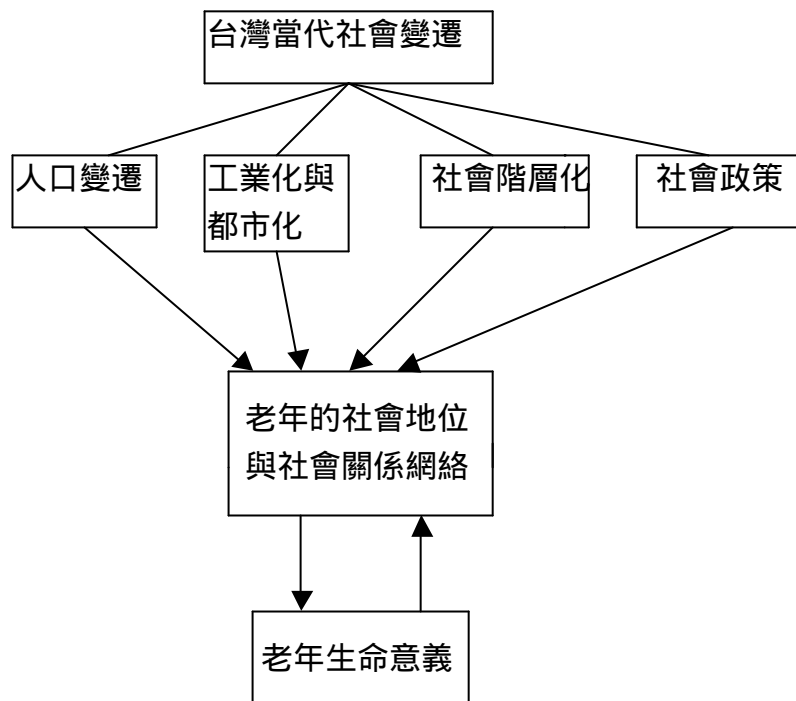 台灣當代社會變遷
人口變遷
工業化與
都市化
社會階層化
社會政策
老年的社會地位
與社會關係網絡
老年生命意義